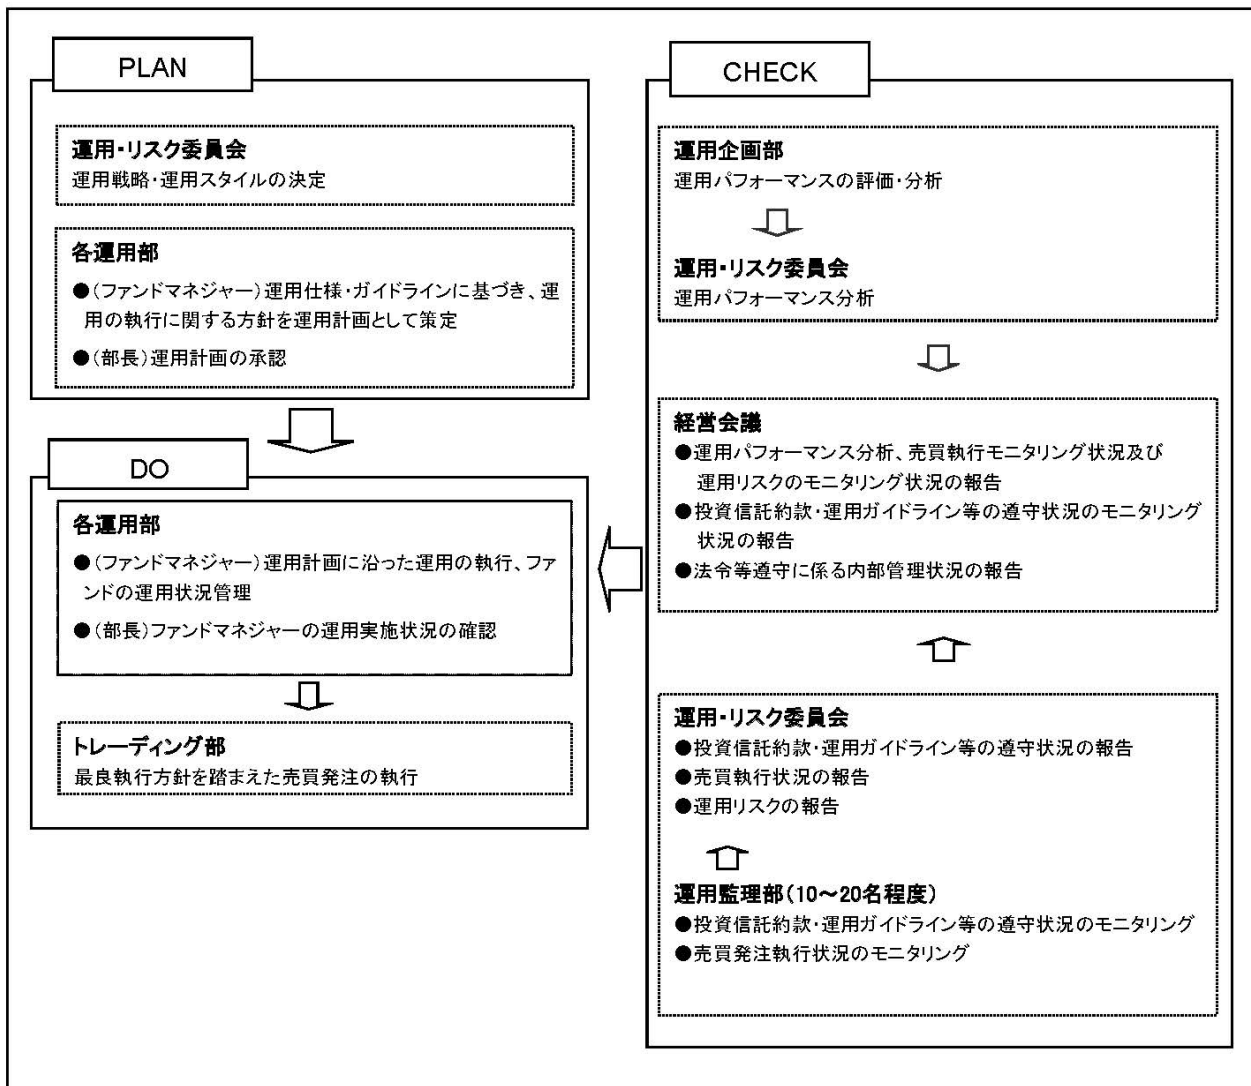 PLAN
運用・リスク委員会
運用戦略・運用スタイルの決定
各運用部
●(ファンドマネジャー)運用仕様・ガイドラインに基づき、運
用の執行に関する方針を運用計画として策定
●(部長)運用計画の承認
DO
各運用部
●(ファンドマネジャー)運用計画に沿った運用の執行、ファ
ンドの運用状況管理
●(部長)ファンドマネジャーの運用実施状況の確認
トレーディング部
最良執行方針を踏まえた売買発注の執行
CHECK
運用企画部
運用パフォーマンスの評価・分析
運用・リスク委員会
運用パフォーマンス分析
経営会議
●運用パフォーマンス分析、売買執行モニタリング状況及び
運用リスクのモニタリング状況の報告
●投資信託約款・運用ガイドライン等の遵守状況のモニタリング
状況の報告
●法令等遵守に係る内部管理状況の報告
運用・リスク委員会
●投資信託約款・運用ガイドライン等の遵守状況の報告
●売買執行状況の報告
●運用リスクの報告
運用監理部(10～20名程度)
●投資信託約款・運用ガイドライン等の遵守状況のモニタリング
●売買発注執行状況のモニタリング